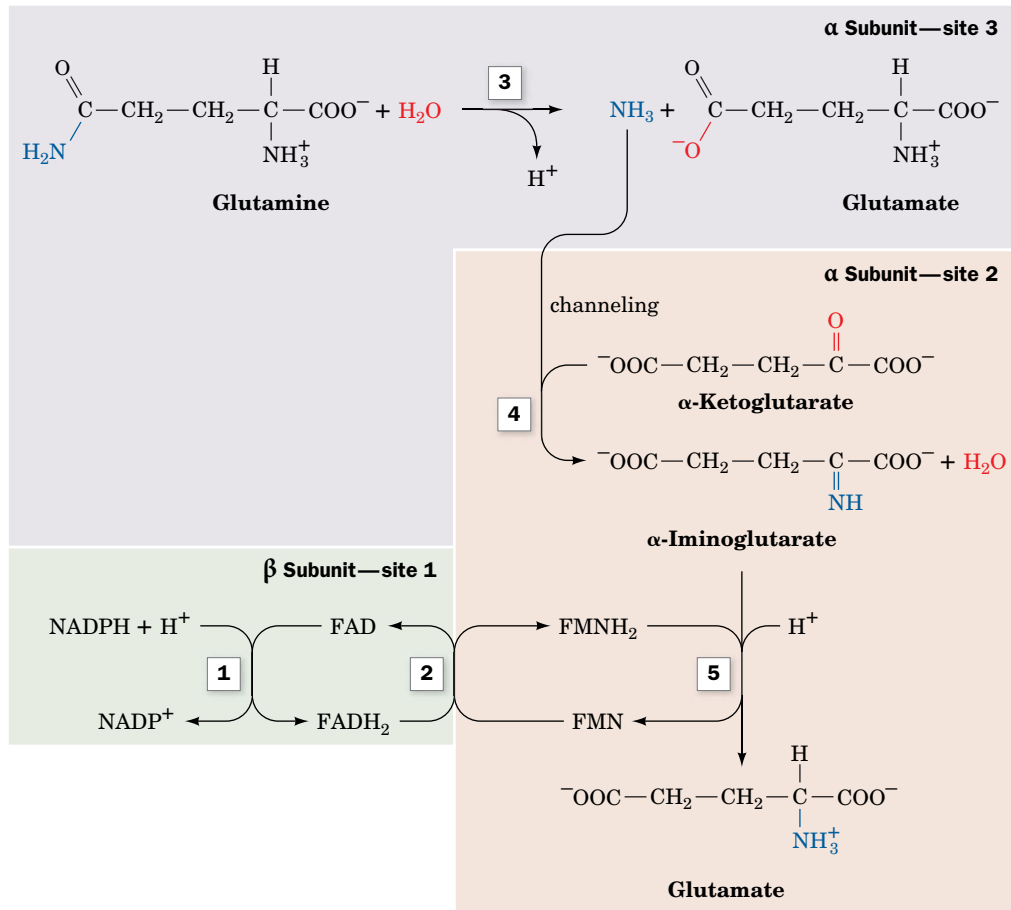 α Subunit—site 3
O
H
C—CH₂—CH₂—C—COO⁻ + H₂O
H₂N
NH₃⁺
Glutamine
3
H⁺
NH₃ +
O
H
C—CH₂—CH₂—C—COO⁻
⁻O
NH₃⁺
Glutamate
α Subunit—site 2
channeling
O
⁻OOC—CH₂—CH₂—C—COO⁻
α-Ketoglutarate
4
⁻OOC—CH₂—CH₂—C—COO⁻ + H₂O
NH
α-Iminoglutarate
β Subunit—site 1
NADPH + H⁺
FAD
FMNH₂
H⁺
1
2
5
NADP⁺
FADH₂
FMN
H
⁻OOC—CH₂—CH₂—C—COO⁻
NH₃⁺
Glutamate